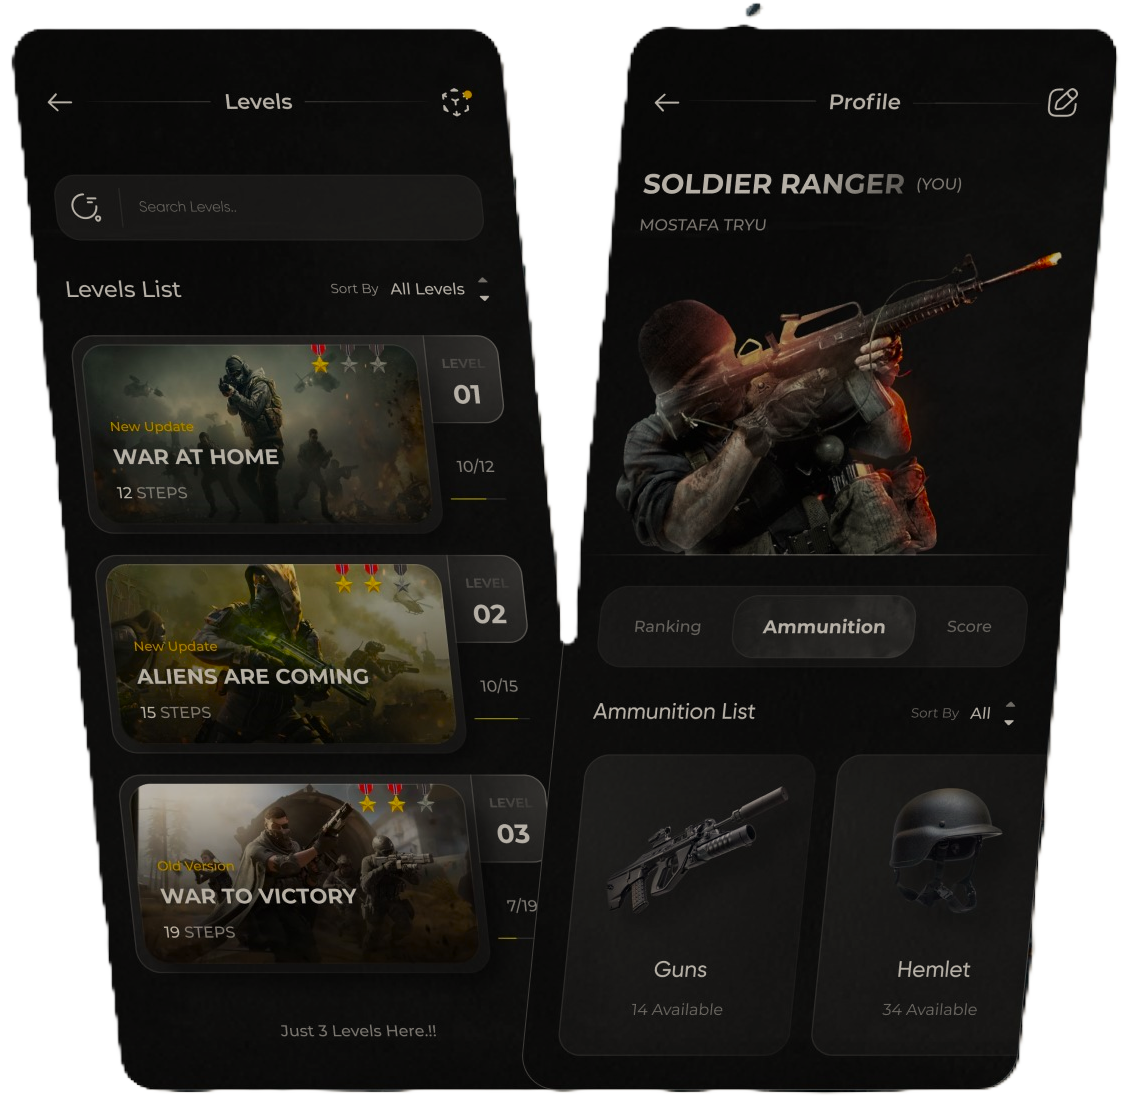 Levels
Search Levels..
Levels List
Sort By All Levels
LEVEL
01
New Update
WAR AT HOME
12 STEPS
10/12
LEVEL
02
New Update
ALIENS ARE COMING
15 STEPS
10/15
LEVEL
03
Old Version
WAR TO VICTORY
19 STEPS
7/19
Just 3 Levels Here.!!
Profile
SOLDIER RANGER (YOU)
MOSTAFA TRYU
Ranking
Ammunition
Score
Ammunition List
Sort By All
Guns
14 Available
Hemlet
34 Available